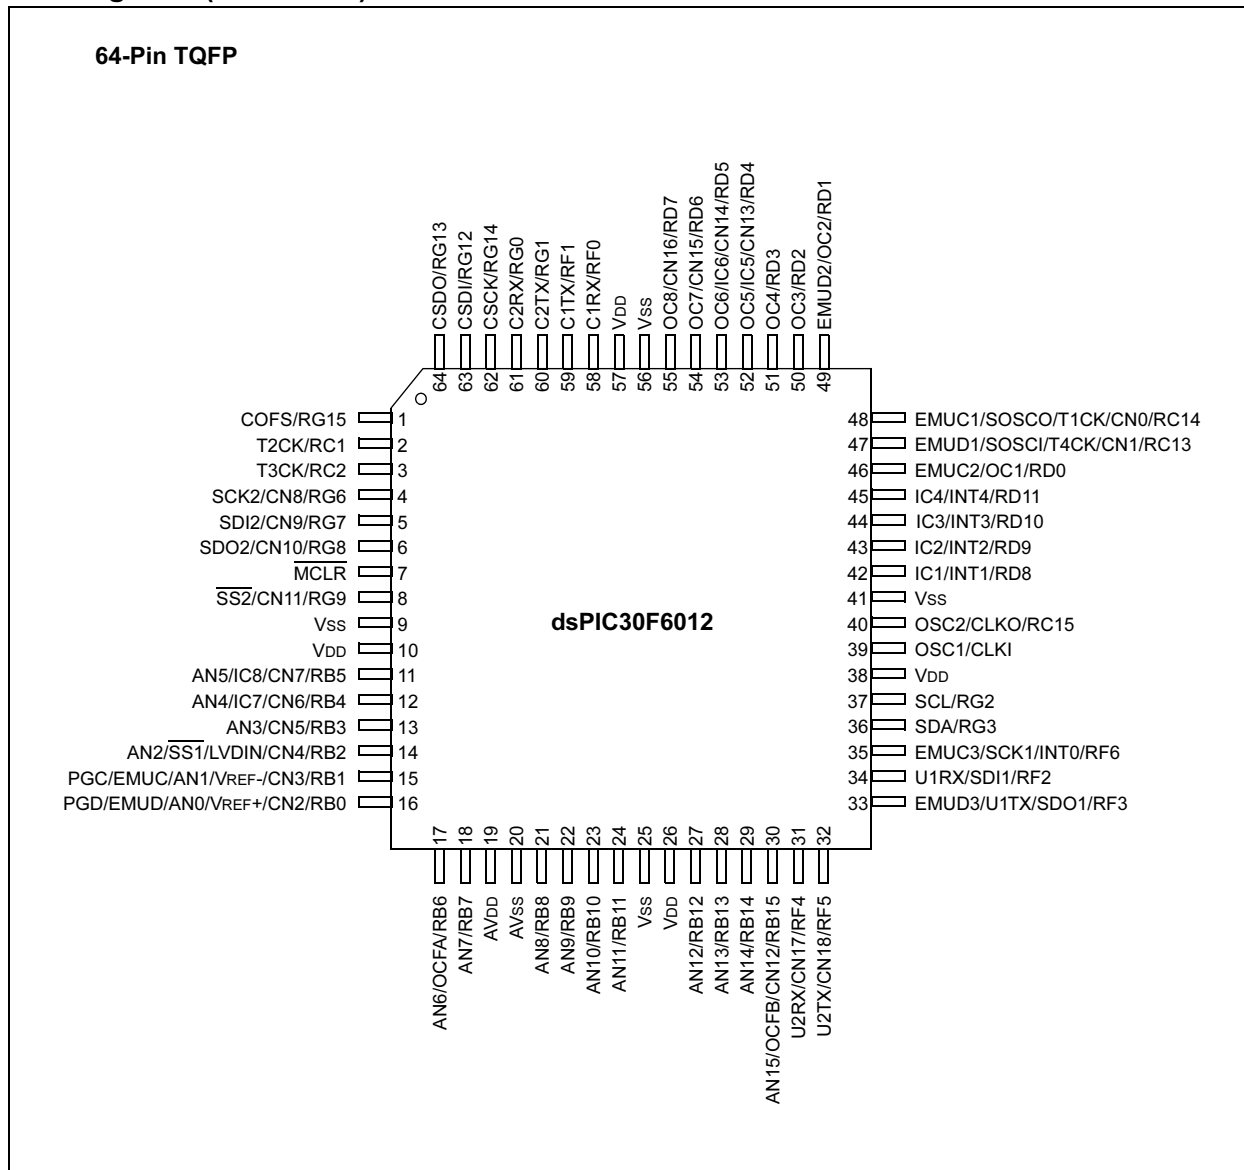 64-Pin TQFP
CSDO/RG13
CSDI/RG12
CSCK/RG14
C2RX/RG0
C2TX/RG1
C1TX/RF1
C1RX/RF0
VDD
VSS
OC8/CN16/RD7
OC7/CN15/RD6
OC6/IC6/CN14/RD5
OC5/IC5/CN13/RD4
OC4/RD3
OC3/RD2
EMUD2/OC2/RD1
64
63
62
61
60
59
58
57
56
55
54
53
52
51
50
49
COFS/RG15 1
T2CK/RC1 2
T3CK/RC2 3
SCK2/CN8/RG6 4
SDI2/CN9/RG7 5
SDO2/CN10/RG8 6
MCLR 7
SS2/CN11/RG9 8
VSS 9
VDD 10
AN5/IC8/CN7/RB5 11
AN4/IC7/CN6/RB4 12
AN3/CN5/RB3 13
AN2/SS1/LVDIN/CN4/RB2 14
PGC/EMUC/AN1/VREF-/CN3/RB1 15
PGD/EMUD/AN0/VREF+/CN2/RB0 16
dsPIC30F6012
48 EMUC1/SOSCO/T1CK/CN0/RC14
47 EMUD1/SOSCI/T4CK/CN1/RC13
46 EMUC2/OC1/RD0
45 IC4/INT4/RD11
44 IC3/INT3/RD10
43 IC2/INT2/RD9
42 IC1/INT1/RD8
41 VSS
40 OSC2/CLKO/RC15
39 OSC1/CLKI
38 VDD
37 SCL/RG2
36 SDA/RG3
35 EMUC3/SCK1/INT0/RF6
34 U1RX/SDI1/RF2
33 EMUD3/U1TX/SDO1/RF3
17
18
19
20
21
22
23
24
25
26
27
28
29
30
31
32
AN6/OCFA/RB6
AN7/RB7
AVDD
AVSS
AN8/RB8
AN9/RB9
AN10/RB10
AN11/RB11
VSS
VDD
AN12/RB12
AN13/RB13
AN14/RB14
AN15/OCFB/CN12/RB15
U2RX/CN17/RF4
U2TX/CN18/RF5